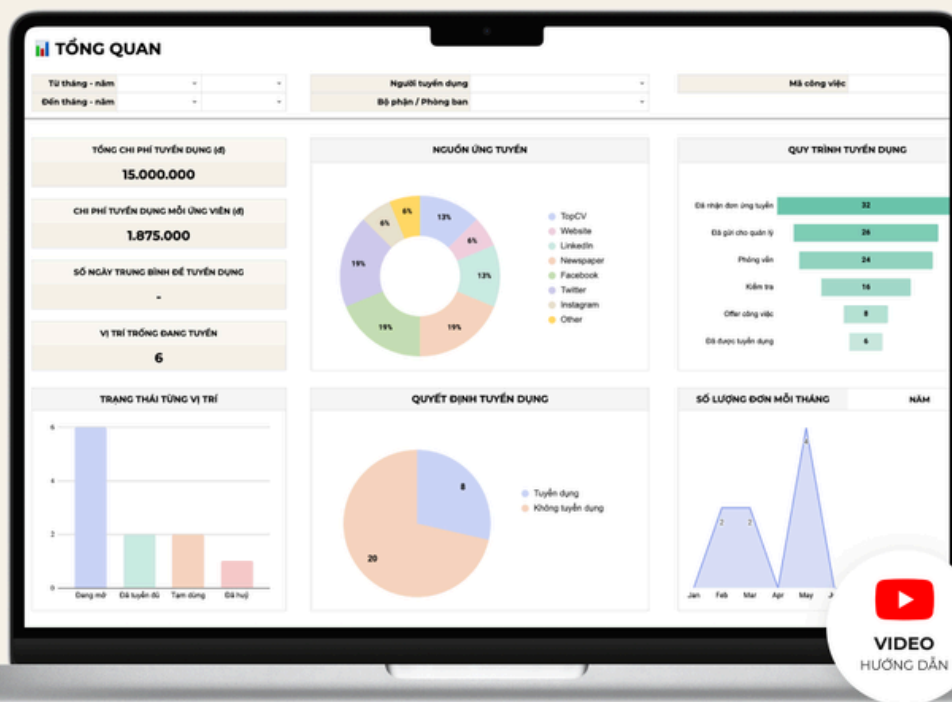 TỔNG QUAN
Từ tháng - năm
Người tuyển dụng
Mã công việc
Đến tháng - năm
Bộ phận / Phòng ban
TỔNG CHI PHÍ TUYỂN DỤNG (đ)
15.000.000
CHI PHÍ TUYỂN DỤNG MỖI ỨNG VIÊN (đ)
1.875.000
SỐ NGÀY TRUNG BÌNH ĐỂ TUYỂN DỤNG
-
VỊ TRÍ TRỐNG ĐANG TUYỂN
6
NGUỒN ỨNG TUYỂN
13%
6%
13%
19%
19%
19%
6%
6%
TopCV
Website
LinkedIn
Newspaper
Facebook
Twitter
Instagram
Other
QUY TRÌNH TUYỂN DỤNG
Đã nhận đơn ứng tuyển 32
Đã gửi cho quản lý 26
Phỏng vấn 24
Kiểm tra 16
Offer công việc 8
Đã được tuyển dụng 6
TRẠNG THÁI TỪNG VỊ TRÍ
6
4
2
0
Đang mở Đã tuyển đủ Tạm dừng Đã huỷ
QUYẾT ĐỊNH TUYỂN DỤNG
8
20
Tuyển dụng
Không tuyển dụng
SỐ LƯỢNG ĐƠN MỖI THÁNG NĂM
4
2 2
Jan Feb Mar Apr May
VIDEO
HƯỚNG DẪN